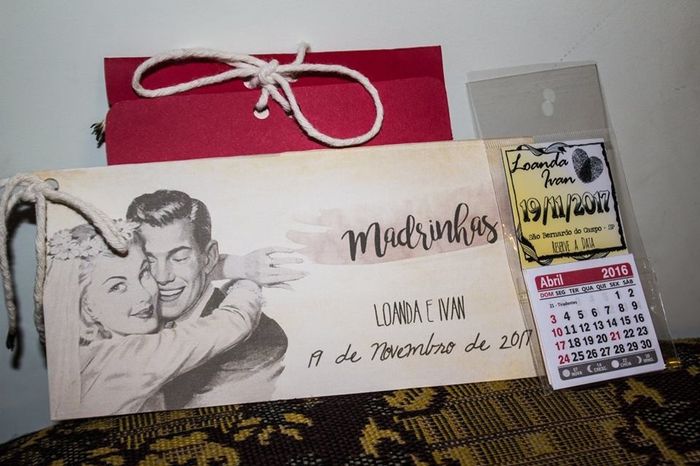 Madrinhas
LOANDA E IVAN
19 de Novembro de 2017
Loanda
Ivan
19/11/2017
São Bernardo do Campo - SP
RESERVE A DATA
Abril 2016
DOM SEG TER QUA QUI SEX SÁB
21 - Tiradentes 1 2
3 4 5 6 7 8 9
10 11 12 13 14 15 16
17 18 19 20 21 22 23
24 25 26 27 28 29 30